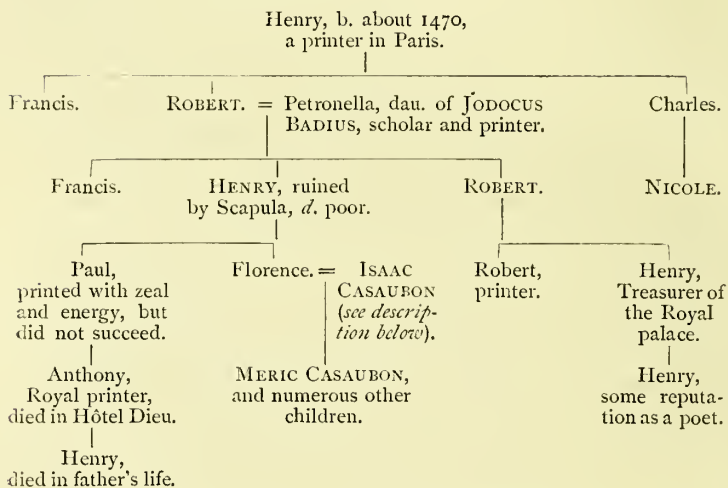 Henry, b. about 1470,
a printer in Paris.
Francis. ROBERT. = Petronella, dau. of JODOCUS Charles.
BADIUS, scholar and printer.
Francis. HENRY, ruined ROBERT. NICOLE.
by Scapula, d. poor.
Paul, Florence. = ISAAC Robert, Henry,
printed with zeal CASAUBON printer. Treasurer of
and energy, but (see descrip- the Royal
did not succeed. tion below). palace.
Anthony, MERIC CASAUBON, Henry,
Royal printer, and numerous other some reputa-
died in Hôtel Dieu. children. tion as a poet.
Henry,
died in father's life.